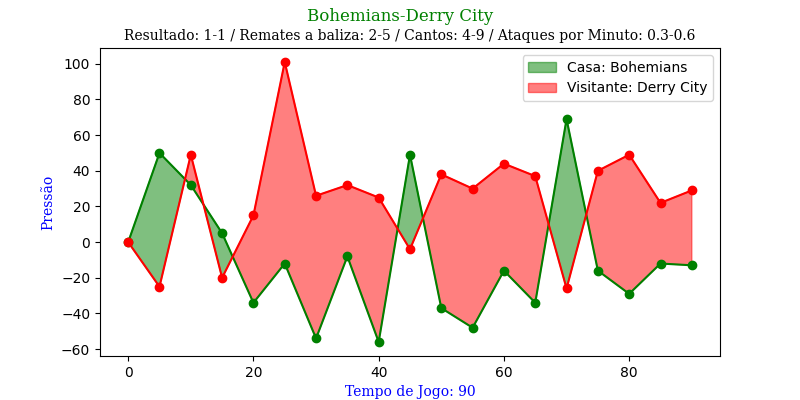 Bohemians-Derry City
Resultado: 1-1 / Remates a baliza: 2-5 / Cantos: 4-9 / Ataques por Minuto: 0.3-0.6
Casa: Bohemians
Visitante: Derry City
Pressão
100
80
60
40
20
0
−20
−40
−60
0 20 40 60 80
Tempo de Jogo: 90